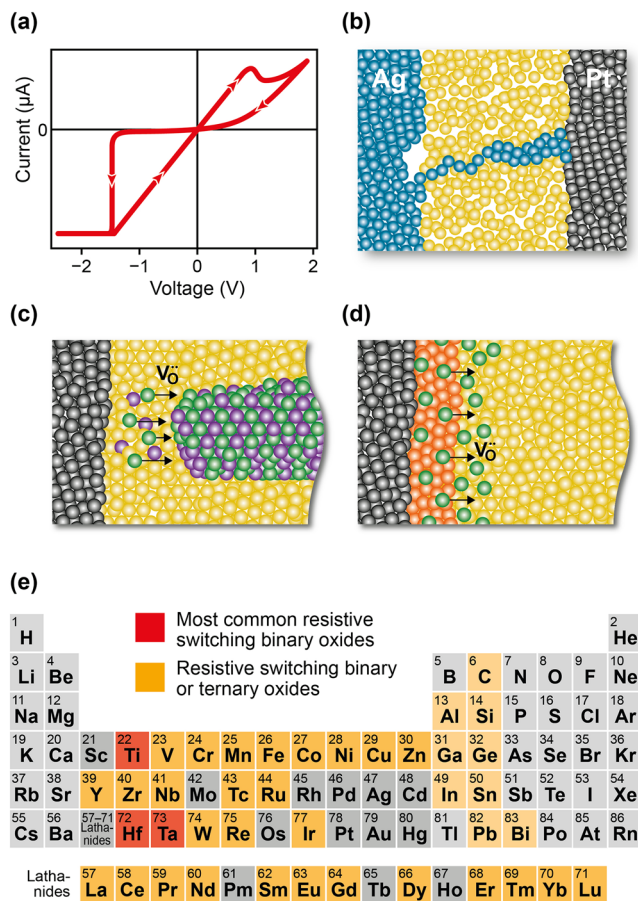 (a)
Current (µA)
0
−2 −1 0 1 2
Voltage (V)
(b)
Ag Pt
(c)
V_O^••
(d)
V_O^••
(e)
Most common resistive
switching binary oxides
Resistive switching binary
or ternary oxides
1 2
H He
3 4 5 6 7 8 9 10
Li Be B C N O F Ne
11 12 13 14 15 16 17 18
Na Mg Al Si P S Cl Ar
19 20 21 22 23 24 25 26 27 28 29 30 31 32 33 34 35 36
K Ca Sc Ti V Cr Mn Fe Co Ni Cu Zn Ga Ge As Se Br Kr
37 38 39 40 41 42 43 44 45 46 47 48 49 50 51 52 53 54
Rb Sr Y Zr Nb Mo Tc Ru Rh Pd Ag Cd In Sn Sb Te I Xe
55 56 57–71 72 73 74 75 76 77 78 79 80 81 82 83 84 85 86
Cs Ba Latha-
nides Hf Ta W Re Os Ir Pt Au Hg Tl Pb Bi Po At Rn
57 58 59 60 61 62 63 64 65 66 67 68 69 70 71
Latha-
nides La Ce Pr Nd Pm Sm Eu Gd Tb Dy Ho Er Tm Yb Lu